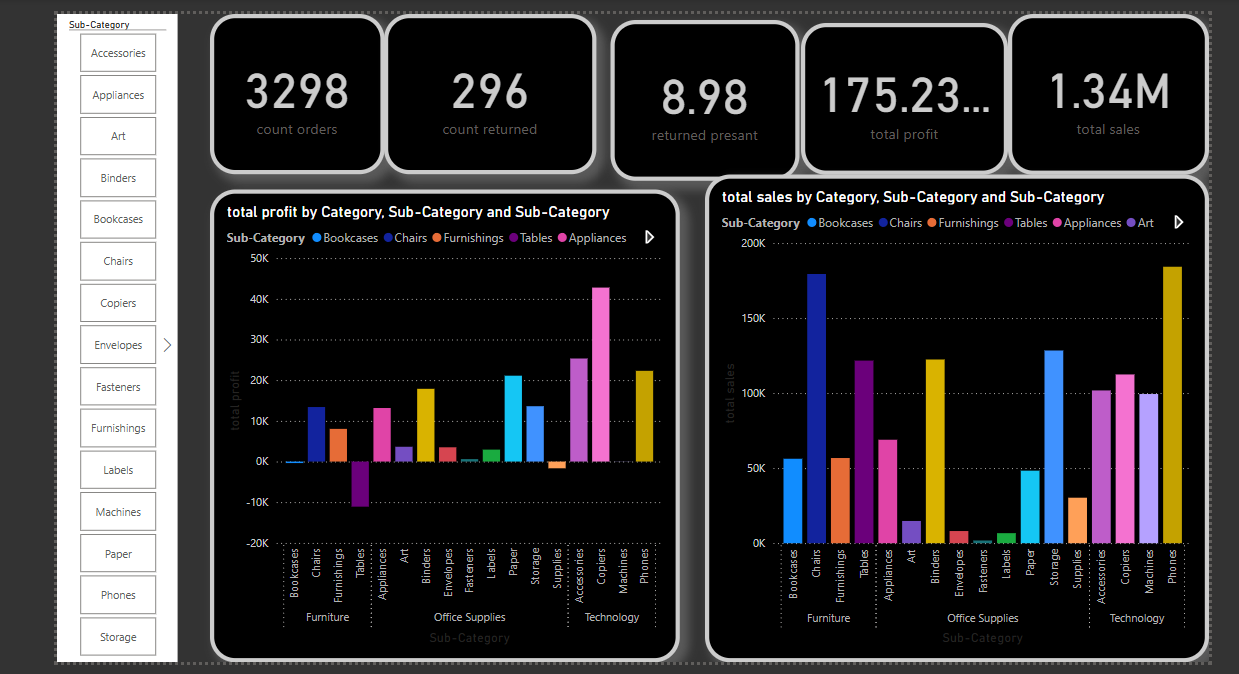 Sub-Category
Accessories
Appliances
Art
Binders
Bookcases
Chairs
Copiers
Envelopes
Fasteners
Furnishings
Labels
Machines
Paper
Phones
Storage
3298
count orders
296
count returned
8.98
returned presant
175.23...
total profit
1.34M
total sales
total profit by Category, Sub-Category and Sub-Category
Sub-Category Bookcases Chairs Furnishings Tables Appliances
total profit
50K
40K
30K
20K
10K
0K
-10K
-20K
Bookcases
Chairs
Furnishings
Tables
Appliances
Art
Binders
Envelopes
Fasteners
Labels
Paper
Storage
Supplies
Accessories
Copiers
Machines
Phones
Furniture
Office Supplies
Technology
Sub-Category
total sales by Category, Sub-Category and Sub-Category
Sub-Category Bookcases Chairs Furnishings Tables Appliances Art
total sales
200K
150K
100K
50K
0K
Bookcases
Chairs
Furnishings
Tables
Appliances
Art
Binders
Envelopes
Fasteners
Labels
Paper
Storage
Supplies
Accessories
Copiers
Machines
Phones
Furniture
Office Supplies
Technology
Sub-Category